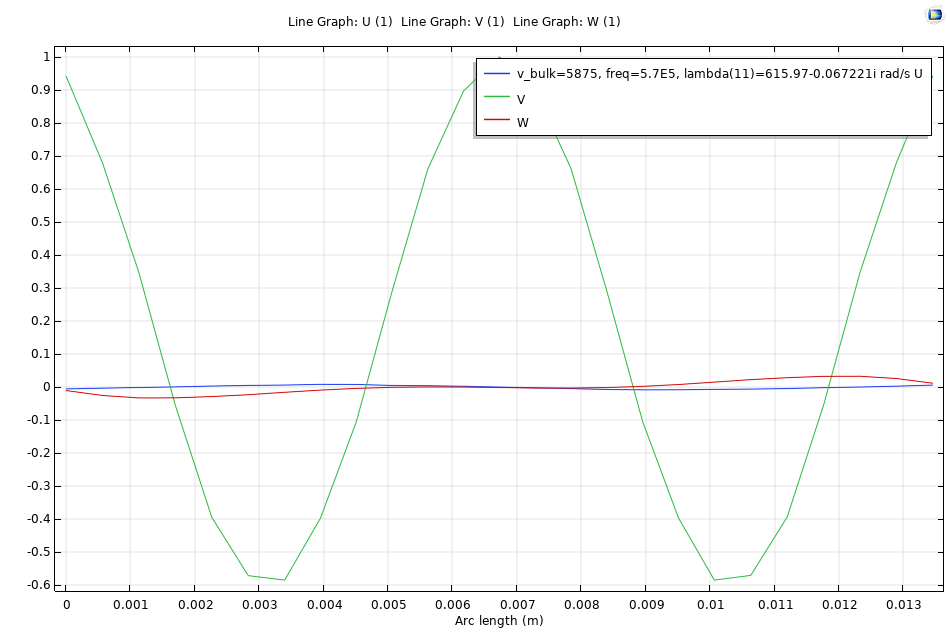 Line Graph: U (1) Line Graph: V (1) Line Graph: W (1)
v_bulk=5875, freq=5.7E5, lambda(11)=615.97-0.067221i rad/s U
V
W
1
0.9
0.8
0.7
0.6
0.5
0.4
0.3
0.2
0.1
0
-0.1
-0.2
-0.3
-0.4
-0.5
-0.6
0 0.001 0.002 0.003 0.004 0.005 0.006 0.007 0.008 0.009 0.01 0.011 0.012 0.013
Arc length (m)